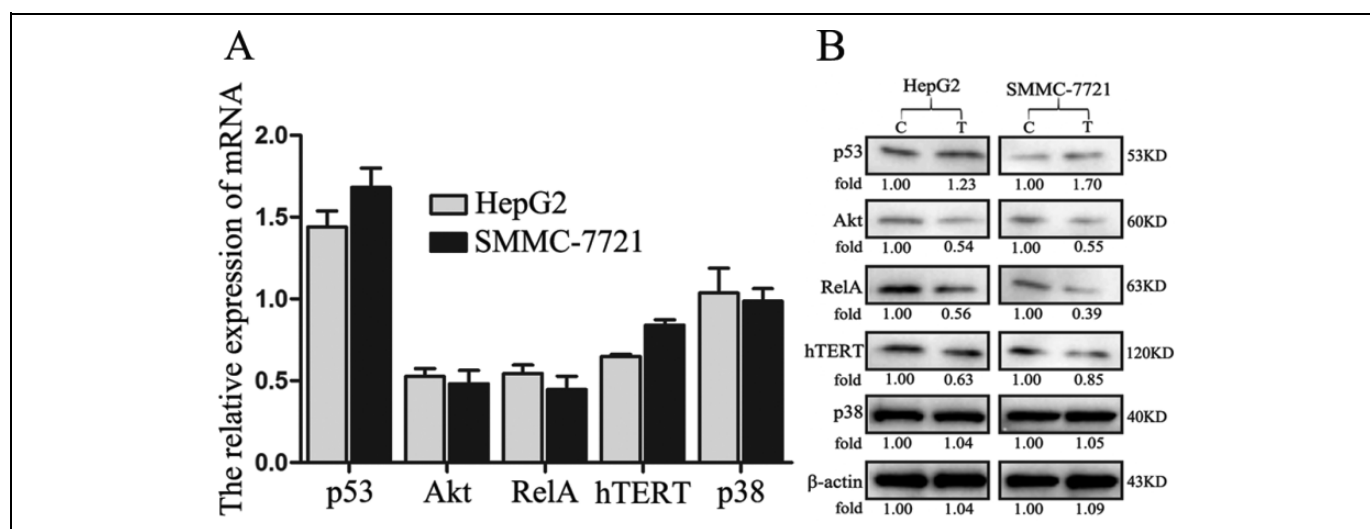 A
The relative expression of mRNA
2.0
1.5
1.0
0.5
0.0
HepG2
SMMC-7721
p53 Akt RelA hTERT p38
B
HepG2 SMMC-7721
C T C T
p53 53KD
fold 1.00 1.23 1.00 1.70
Akt 60KD
fold 1.00 0.54 1.00 0.55
RelA 63KD
fold 1.00 0.56 1.00 0.39
hTERT 120KD
fold 1.00 0.63 1.00 0.85
p38 40KD
fold 1.00 1.04 1.00 1.05
β-actin 43KD
fold 1.00 1.04 1.00 1.09